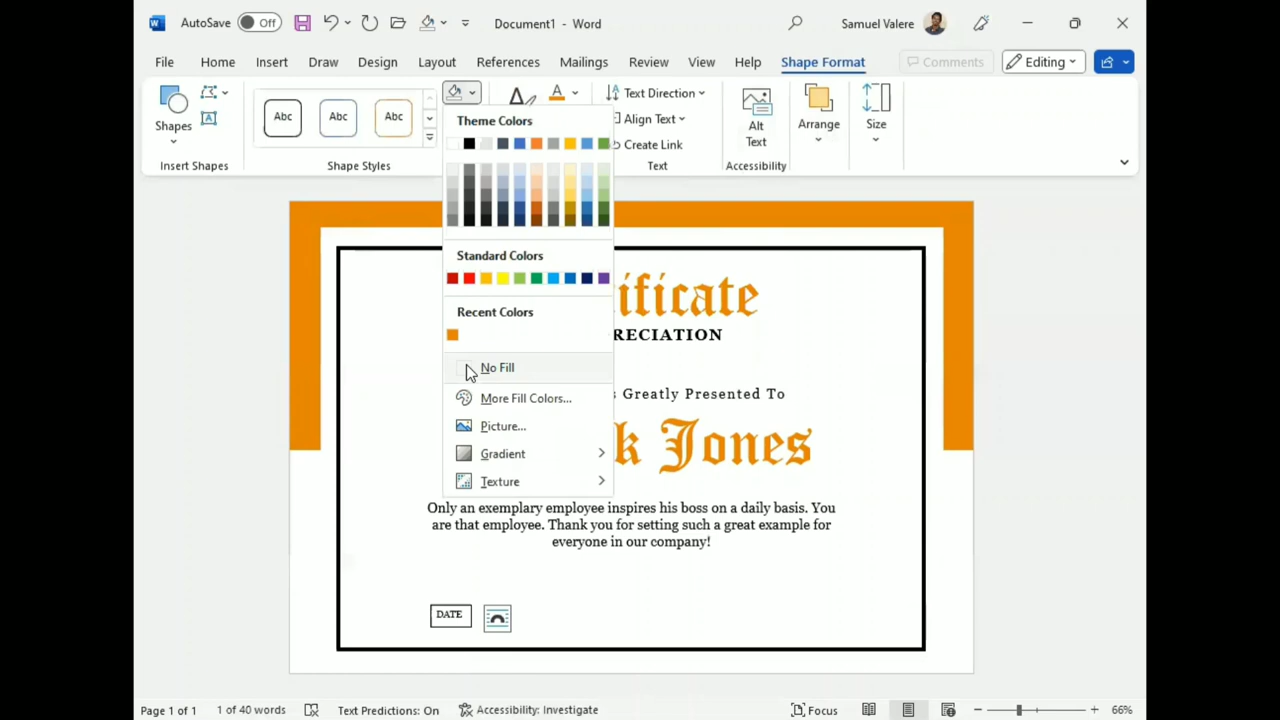 AutoSave Off Document1 - Word Samuel Valere
File Home Insert Draw Design Layout References Mailings Review View Help Shape Format Comments Editing
Shapes
Abc Abc Abc
Text Direction
Align Text
Create Link
Alt Text
Arrange
Size
Insert Shapes Shape Styles Text Accessibility
Theme Colors
Standard Colors
Recent Colors
No Fill
More Fill Colors...
Picture...
Gradient
Texture
ificate
RECIATION
s Greatly Presented To
k Jones
Only an exemplary employee inspires his boss on a daily basis. You
are that employee. Thank you for setting such a great example for
everyone in our company!
DATE
Page 1 of 1 1 of 40 words Text Predictions: On Accessibility: Investigate Focus 66%